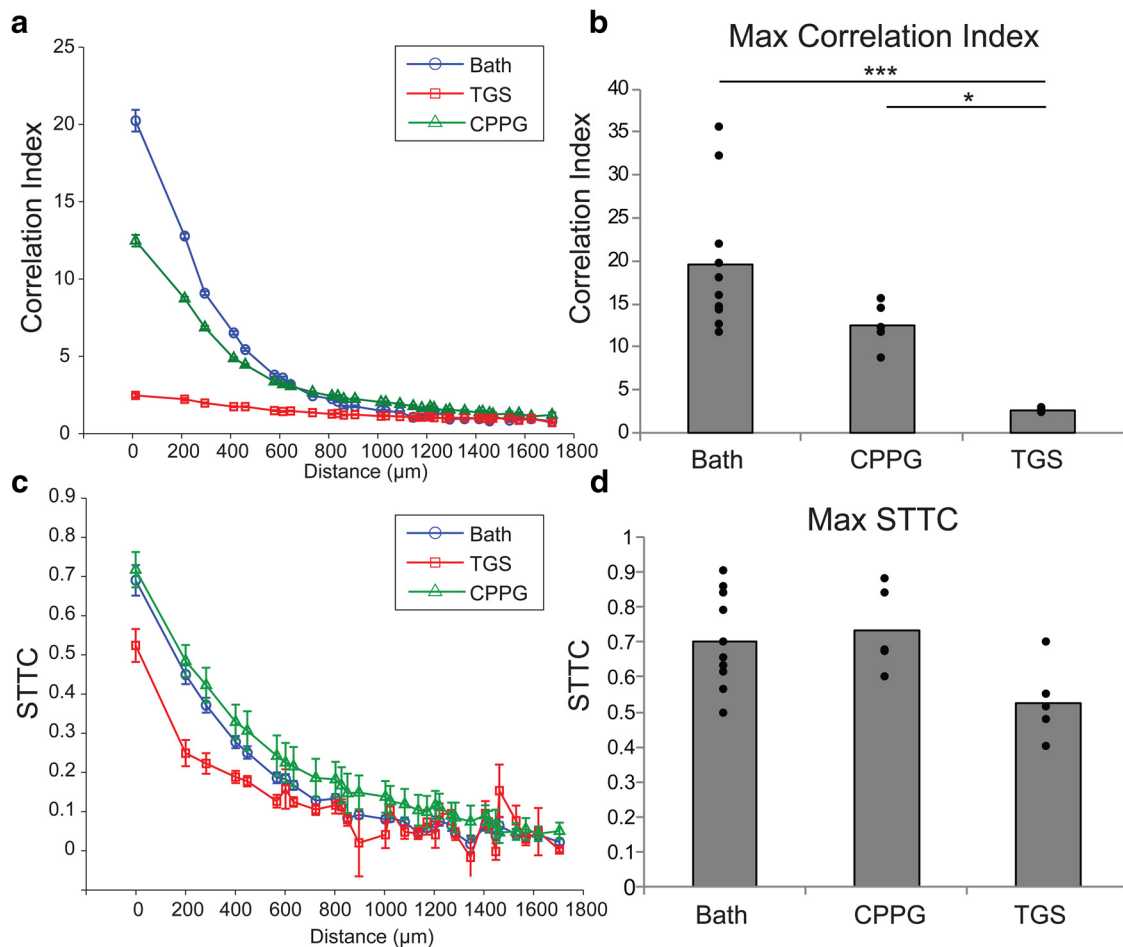 a
25
20
15
10
5
0
Correlation Index
Bath
TGS
CPPG
0 200 400 600 800 1000 1200 1400 1600 1800
Distance (µm)
b
Max Correlation Index
***
*
40
35
30
25
20
15
10
5
0
Correlation Index
Bath CPPG TGS
c
0.9
0.8
0.7
0.6
0.5
0.4
0.3
0.2
0.1
0
STTC
Bath
TGS
CPPG
0 200 400 600 800 1000 1200 1400 1600 1800
Distance (µm)
d
Max STTC
1
0.9
0.8
0.7
0.6
0.5
0.4
0.3
0.2
0.1
0
STTC
Bath CPPG TGS